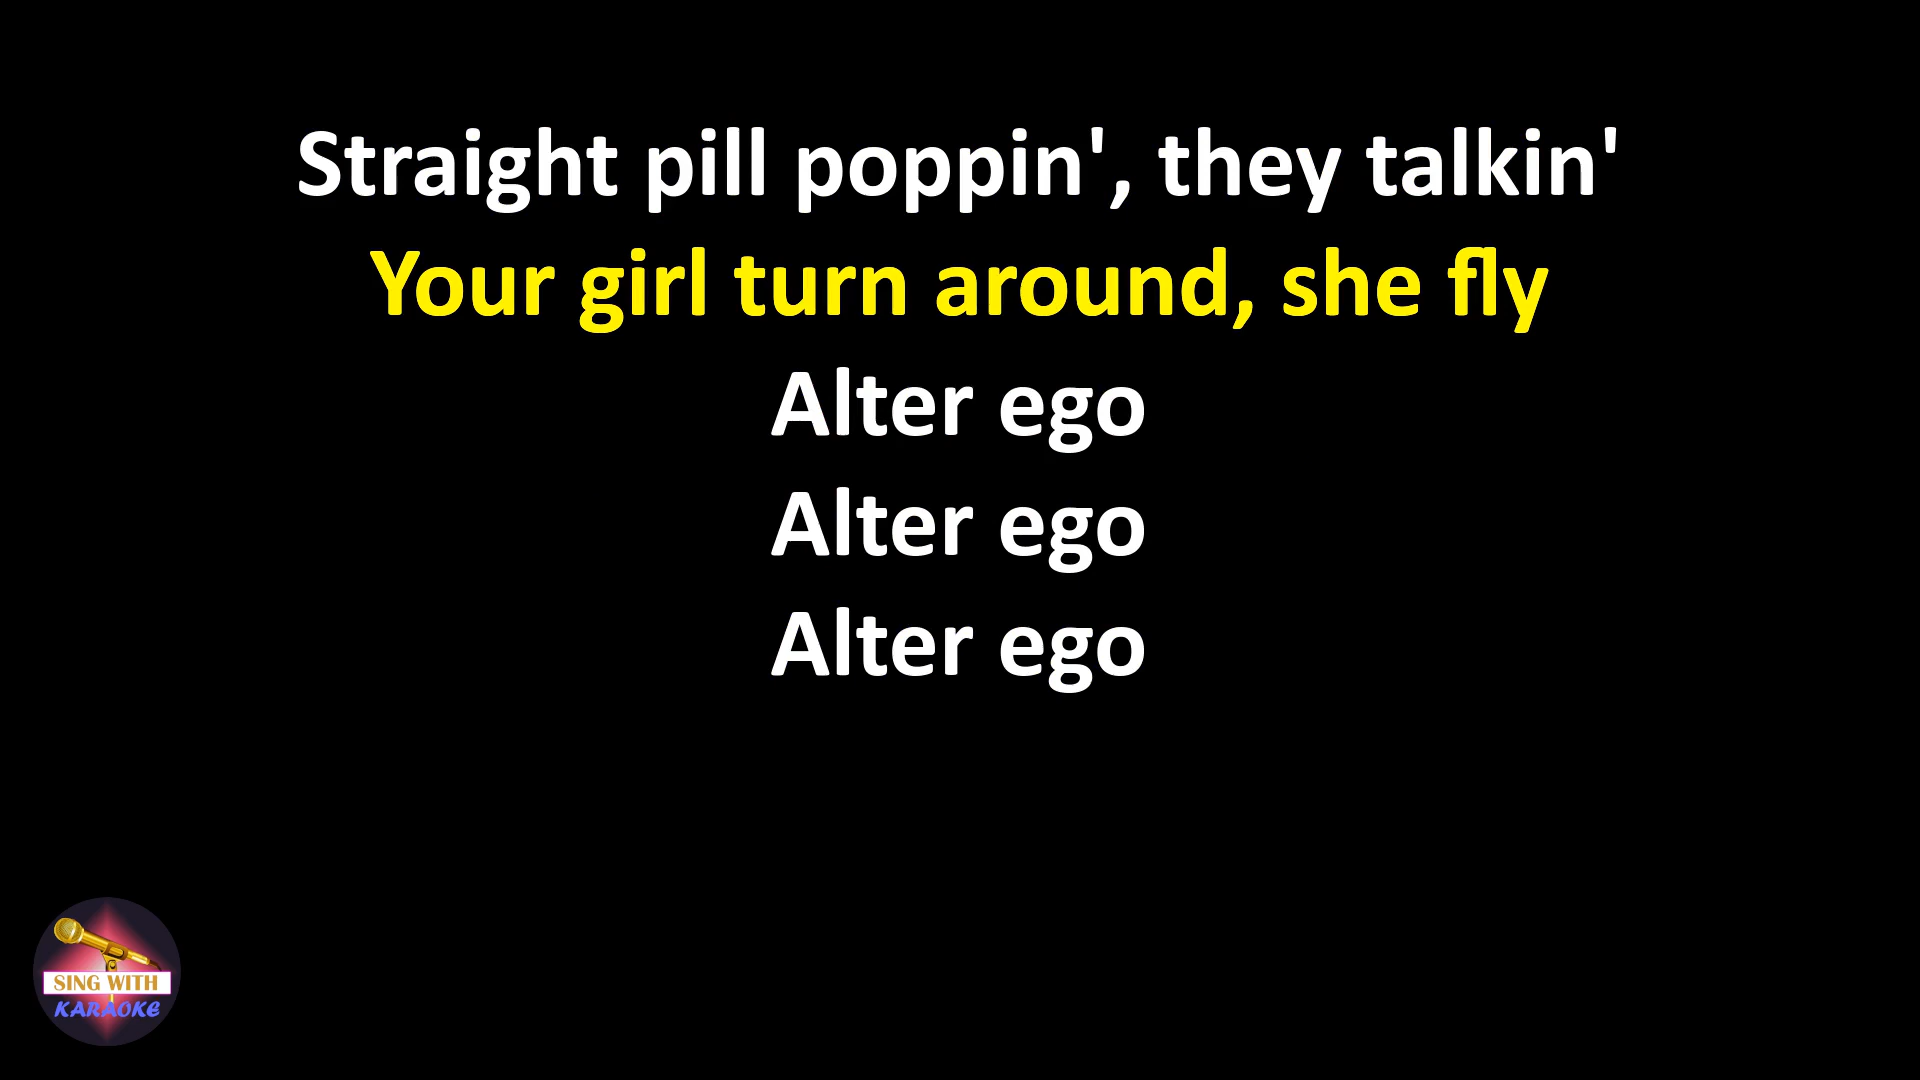 Straight pill poppin', they talkin'
Your girl turn around, she fly
Alter ego
Alter ego
Alter ego
SING WITH
KARAOKE